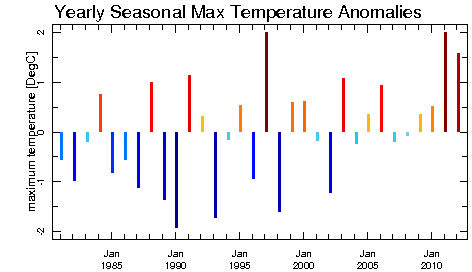 Yearly Seasonal Max Temperature Anomalies
maximum temperature [DegC]
2
1
0
-1
-2
Jan 1985
Jan 1990
Jan 1995
Jan 2000
Jan 2005
Jan 2010